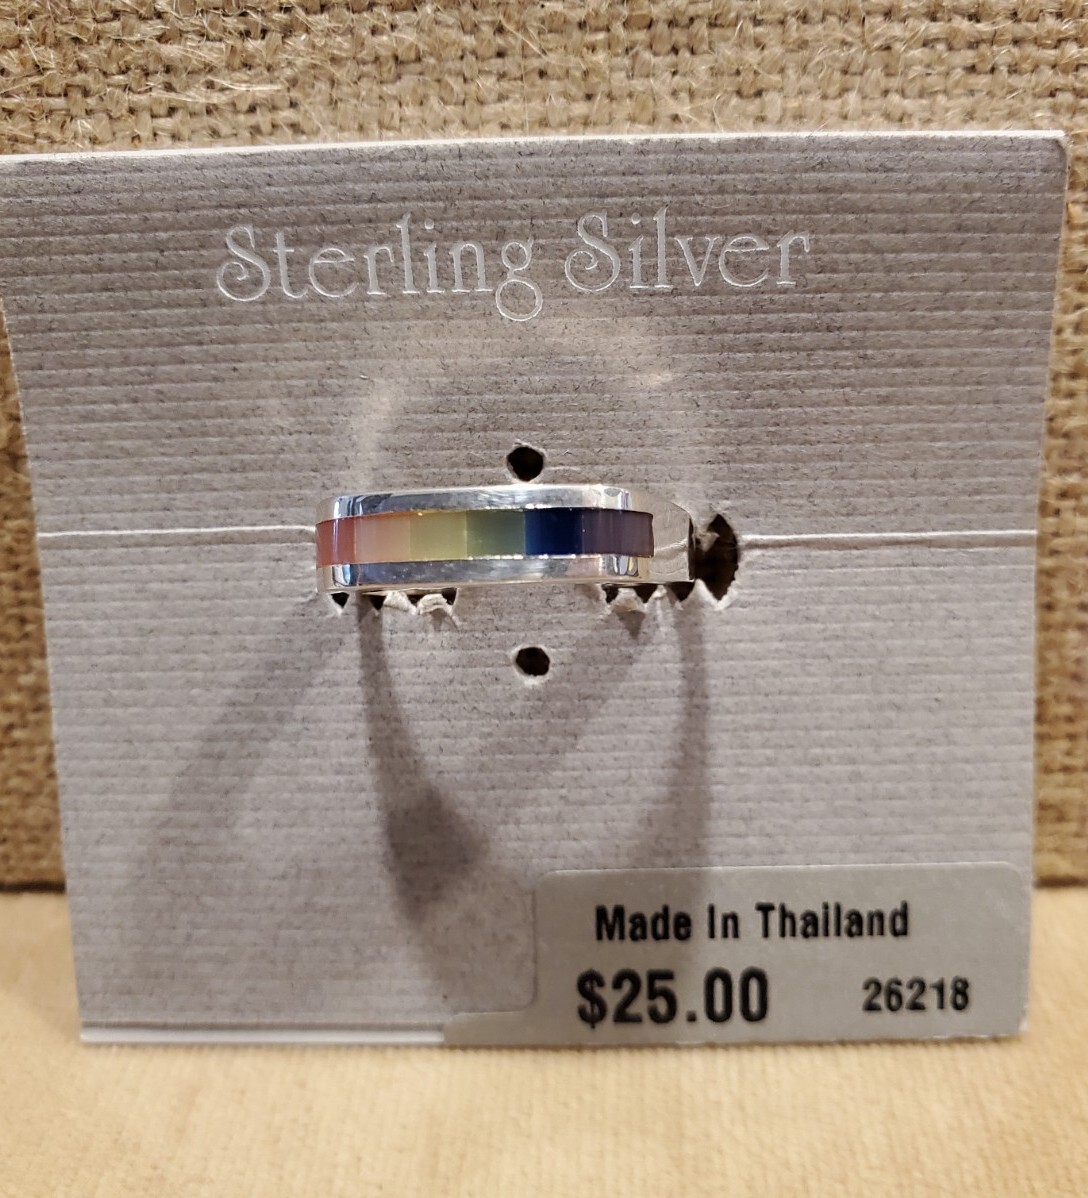 Sterling Silver
Made In Thailand
$25.00 26218